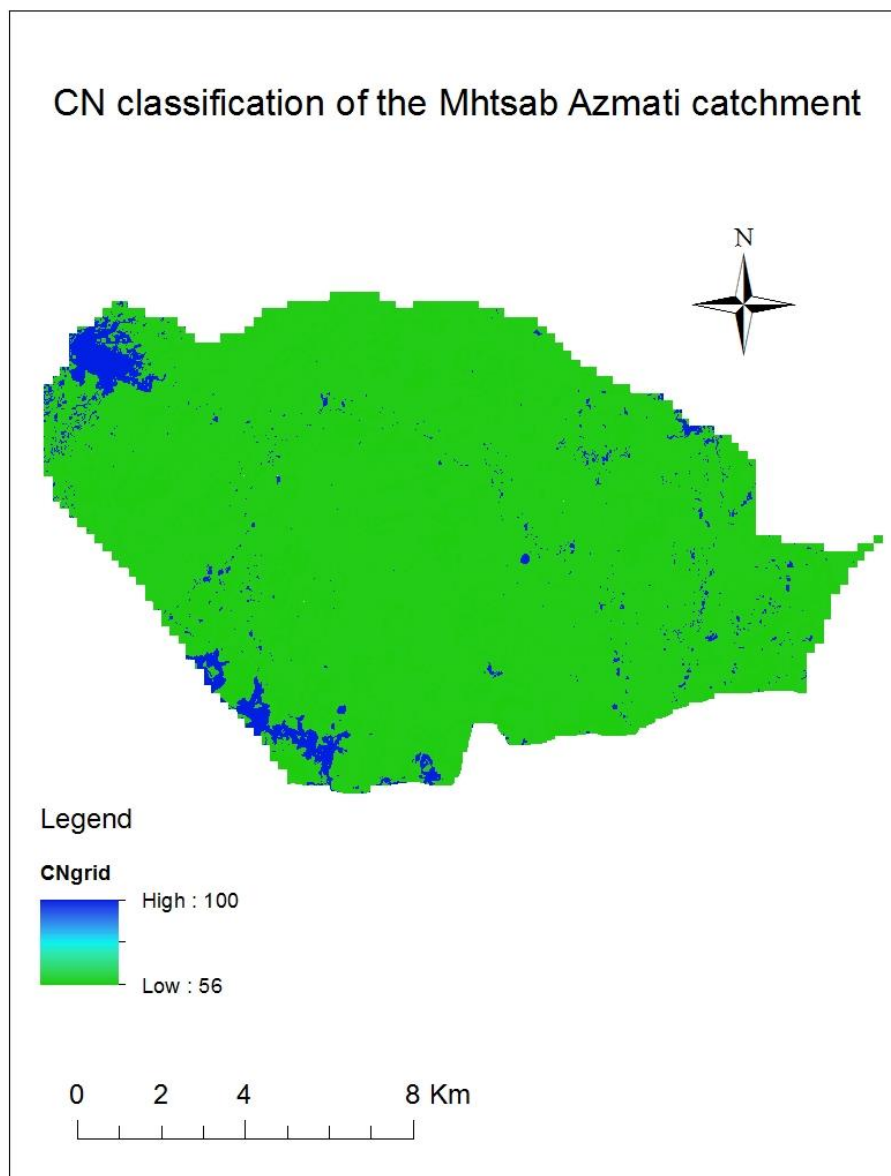 CN classification of the Mhtsab Azmati catchment
N
Legend
CNgrid
High : 100
Low : 56
0 2 4 8 Km